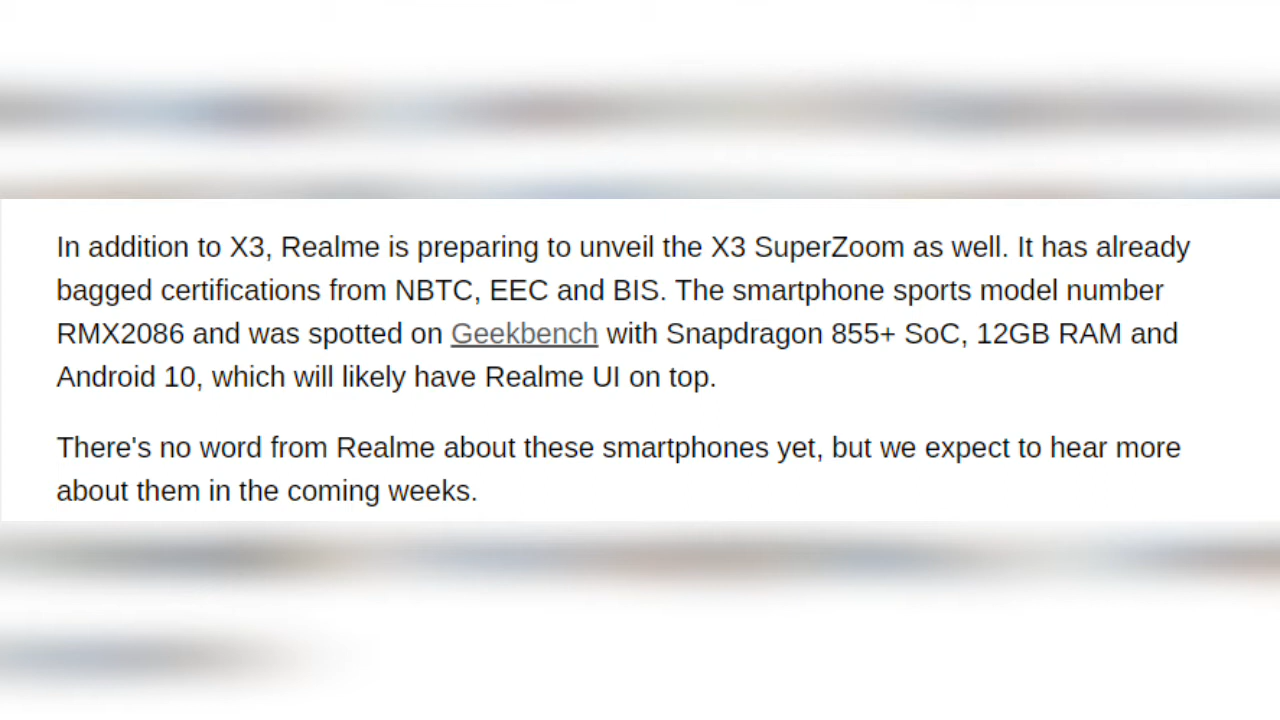 In addition to X3, Realme is preparing to unveil the X3 SuperZoom as well. It has already
bagged certifications from NBTC, EEC and BIS. The smartphone sports model number
RMX2086 and was spotted on Geekbench with Snapdragon 855+ SoC, 12GB RAM and
Android 10, which will likely have Realme UI on top.
There's no word from Realme about these smartphones yet, but we expect to hear more
about them in the coming weeks.